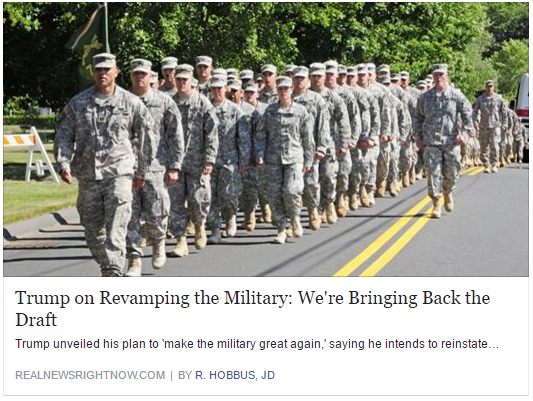 Trump on Revamping the Military: We're Bringing Back the
Draft
Trump unveiled his plan to 'make the military great again,' saying he intends to reinstate…
REALNEWSRIGHTNOW.COM | BY R. HOBBUS, JD